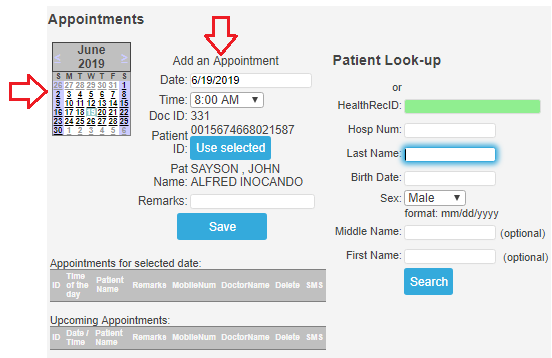 Appointments
< June 2019 >
S M T W T F S
26 27 28 29 30 31 1
2 3 4 5 6 7 8
9 10 11 12 13 14 15
16 17 18 19 20 21 22
23 24 25 26 27 28 29
30 1 2 3 4 5 6
Add an Appointment
Date: 6/19/2019
Time: 8:00 AM
Doc ID: 331
Patient ID: 0015674668021587
Use selected
Pat Name: SAYSON , JOHN ALFRED INOCANDO
Remarks:
Save
Patient Look-up
or
HealthRecID:
Hosp Num:
Last Name:
Birth Date:
Sex: Male
format: mm/dd/yyyy
Middle Name: (optional)
First Name: (optional)
Search
Appointments for selected date:
ID Time of the day Patient Name Remarks MobileNum DoctorName Delete SMS
Upcoming Appointments:
ID Date / Time Patient Name Remarks MobileNum DoctorName Delete SMS